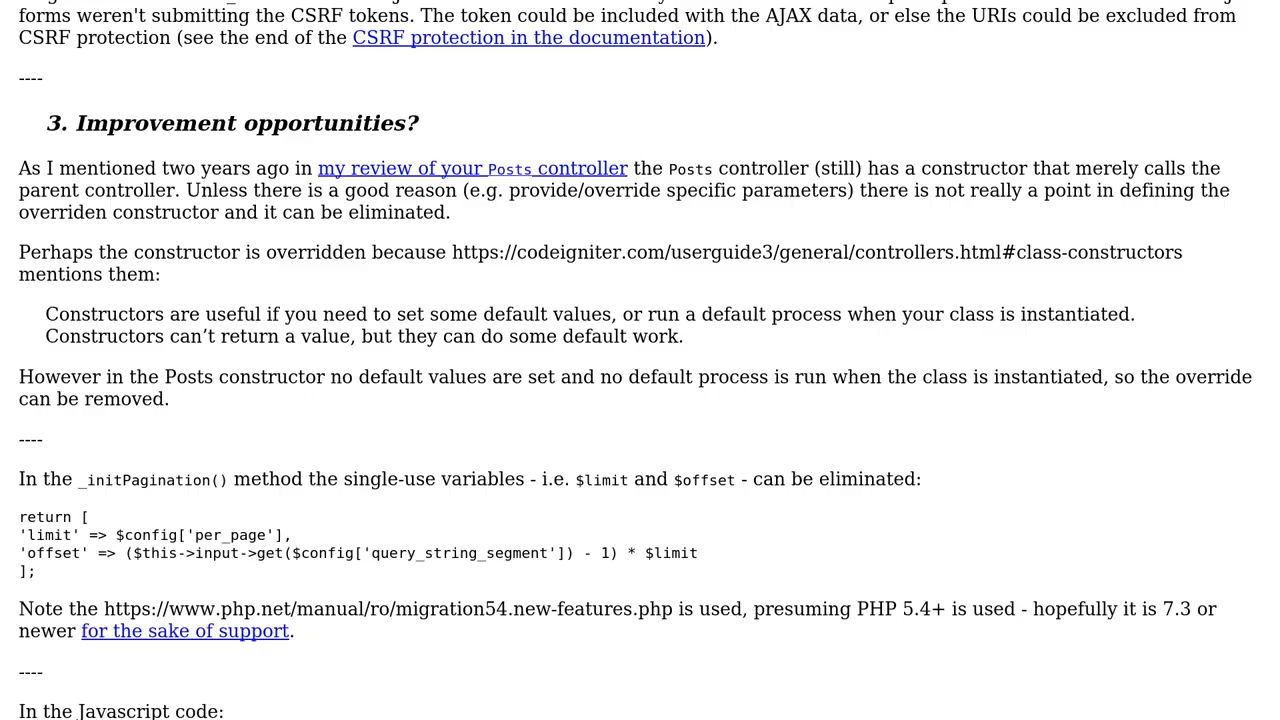 forms weren't submitting the CSRF tokens. The token could be included with the AJAX data, or else the URIs could be excluded from
CSRF protection (see the end of the CSRF protection in the documentation).
----
3. Improvement opportunities?
As I mentioned two years ago in my review of your Posts controller the Posts controller (still) has a constructor that merely calls the
parent controller. Unless there is a good reason (e.g. provide/override specific parameters) there is not really a point in defining the
overriden constructor and it can be eliminated.
Perhaps the constructor is overridden because https://codeigniter.com/userguide3/general/controllers.html#class-constructors
mentions them:
Constructors are useful if you need to set some default values, or run a default process when your class is instantiated.
Constructors can’t return a value, but they can do some default work.
However in the Posts constructor no default values are set and no default process is run when the class is instantiated, so the override
can be removed.
----
In the _initPagination() method the single-use variables - i.e. $limit and $offset - can be eliminated:
return [
'limit' => $config['per_page'],
'offset' => ($this->input->get($config['query_string_segment']) - 1) * $limit
];
Note the https://www.php.net/manual/ro/migration54.new-features.php is used, presuming PHP 5.4+ is used - hopefully it is 7.3 or
newer for the sake of support.
----
In the Javascript code: